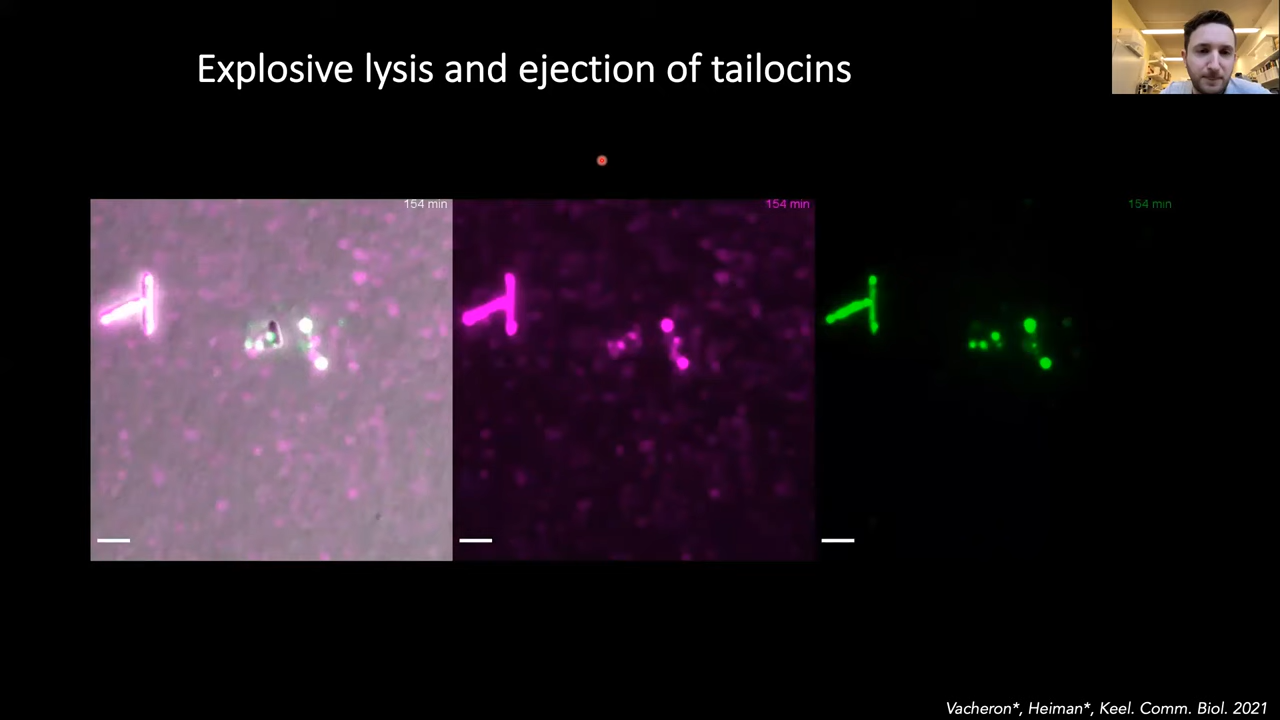 Explosive lysis and ejection of tailocins
154 min
154 min
154 min
Vacheron*, Heiman*, Keel. Comm. Biol. 2021